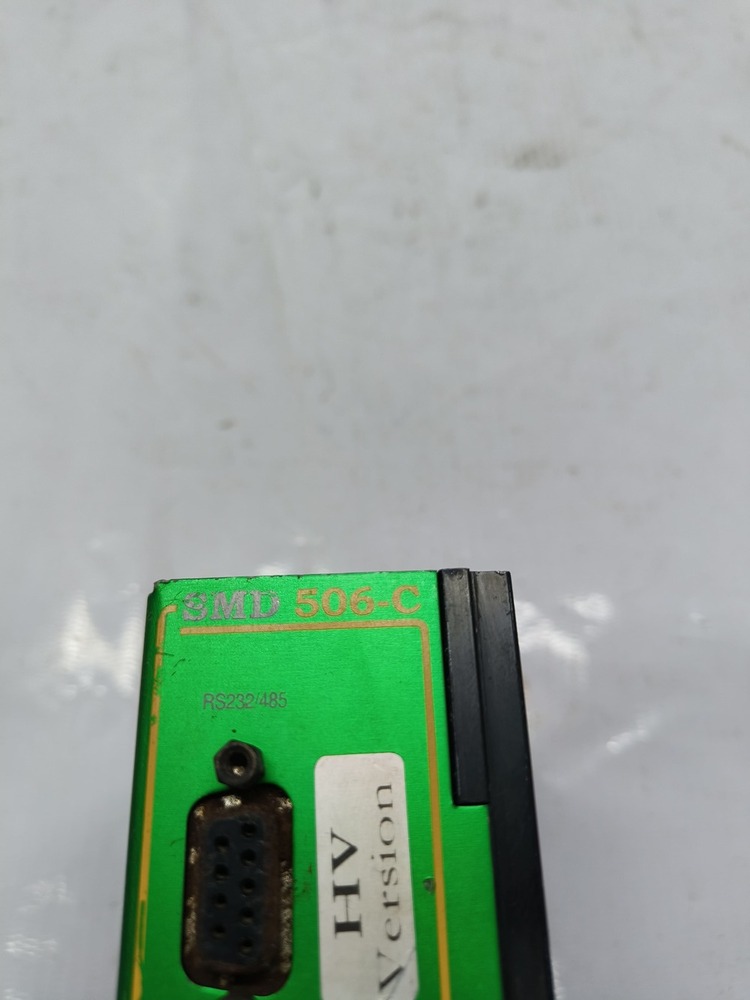 SMD 506-C
RS232/485
HV
Version